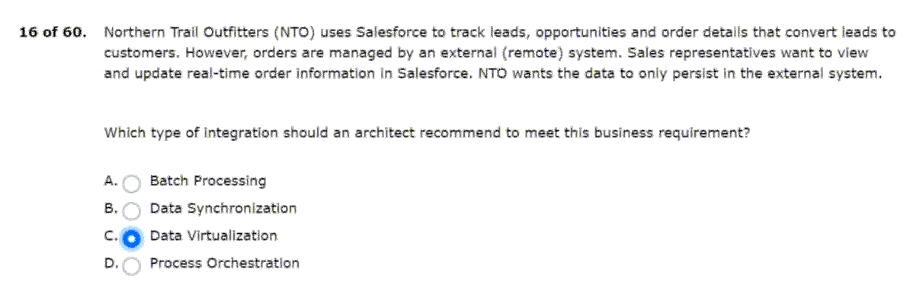 16 of 60. Northern Trail Outfitters (NTO) uses Salesforce to track leads, opportunities and order details that convert leads to
customers. However, orders are managed by an external (remote) system. Sales representatives want to view
and update real-time order information in Salesforce. NTO wants the data to only persist in the external system.
Which type of integration should an architect recommend to meet this business requirement?
A. Batch Processing
B. Data Synchronization
C. Data Virtualization
D. Process Orchestration